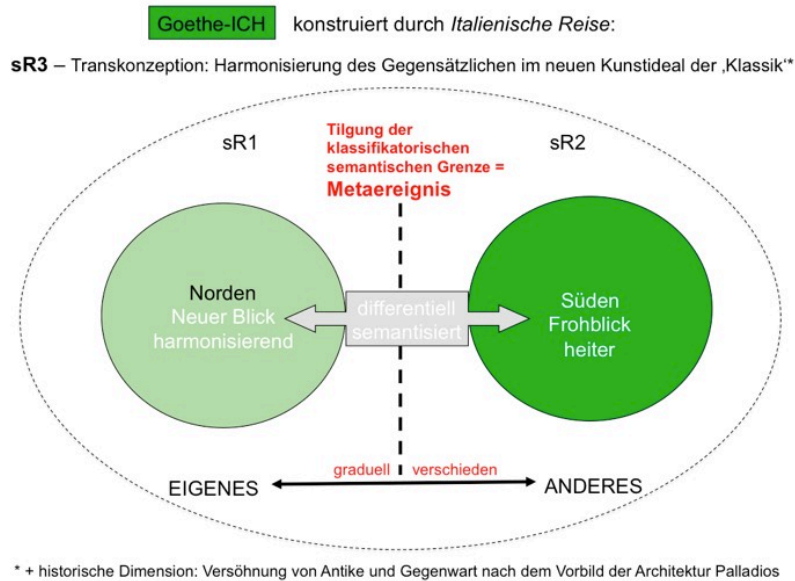 Goethe-ICH konstruiert durch Italienische Reise:
sR3 – Transkonzeption: Harmonisierung des Gegensätzlichen im neuen Kunstideal der ‚Klassik‘*
sR1
Tilgung der
klassifikatorischen
semantischen Grenze =
Metaereignis
sR2
Norden
Neuer Blick
harmonisierend
differentiell
semantisiert
Süden
Frohblick
heiter
graduell verschieden
EIGENES
ANDERES
* + historische Dimension: Versöhnung von Antike und Gegenwart nach dem Vorbild der Architektur Palladios